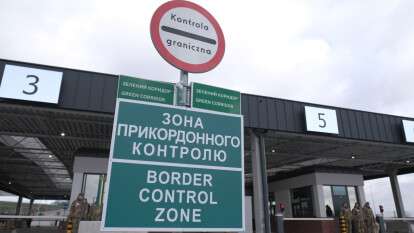 Kontrola
graniczna
3
ЗЕЛЕНИЙ КОРИДОР
GREEN CORRIDOR
ЗЕЛЕНИЙ КОРИДОР
GREEN CORRIDOR
5
ЗОНА
ПРИКОРДОННОГО
КОНТРОЛЮ
BORDER
CONTROL
ZONE